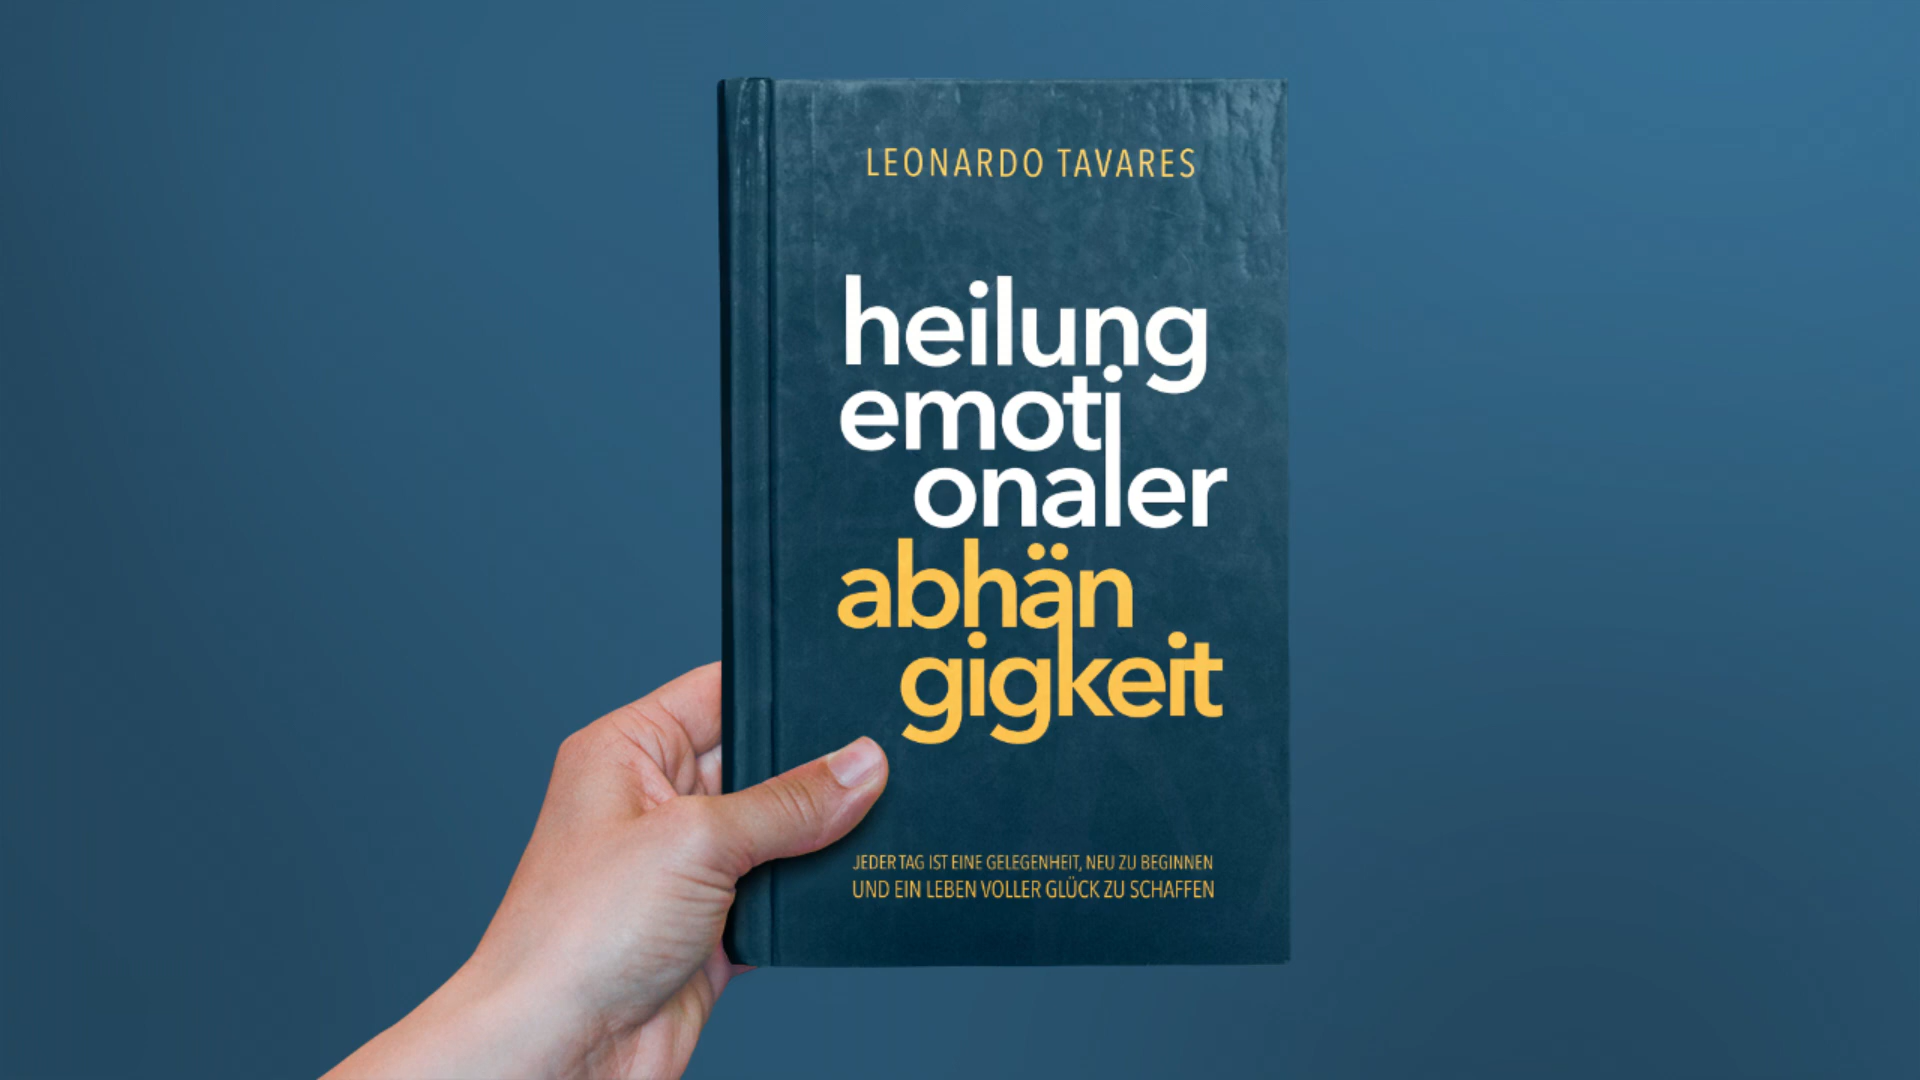 LEONARDO TAVARES
heilung
emoti
onaler
abhän
gigkeit
JEDER TAG IST EINE GELEGENHEIT, NEU ZU BEGINNEN
UND EIN LEBEN VOLLER GLÜCK ZU SCHAFFEN